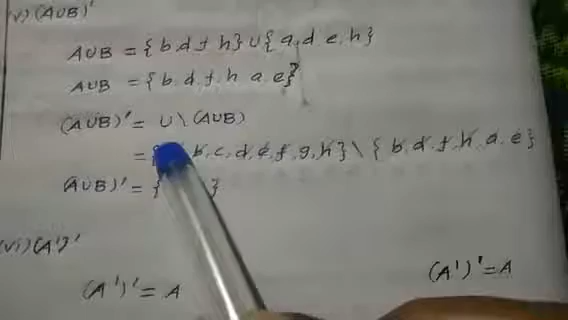 v) (A∪B)'
A∪B = {b,d,f,h} ∪ {a,d,e,h}
A∪B = {b,d,f,h,a,e}
(A∪B)' = U \ (A∪B)
= { b,c,d,e,f,g,h} \ {b,d,f,h,a,e}
(A∪B)' = { }
(vi) (A')'
(A')' = A
(A')' = A